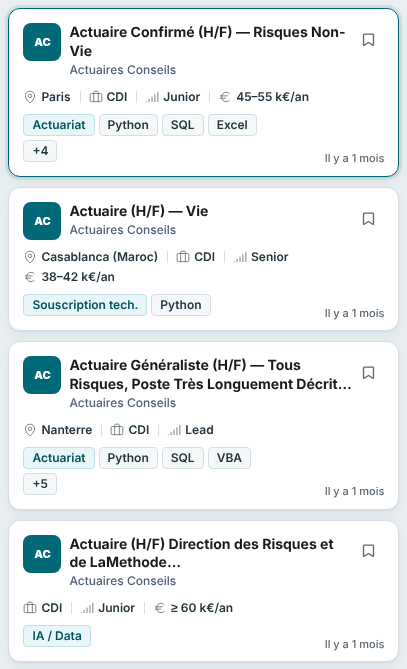 AC
Actuaire Confirmé (H/F) — Risques Non-
Vie
Actuaires Conseils
Paris CDI Junior 45–55 k€/an
Actuariat Python SQL Excel
+4
Il y a 1 mois
AC
Actuaire (H/F) — Vie
Actuaires Conseils
Casablanca (Maroc) CDI Senior
38–42 k€/an
Souscription tech. Python
Il y a 1 mois
AC
Actuaire Généraliste (H/F) — Tous
Risques, Poste Très Longuement Décrit…
Actuaires Conseils
Nanterre CDI Lead
Actuariat Python SQL VBA
+5
Il y a 1 mois
AC
Actuaire (H/F) Direction des Risques et
de LaMethode…
Actuaires Conseils
CDI Junior ≥ 60 k€/an
IA / Data
Il y a 1 mois